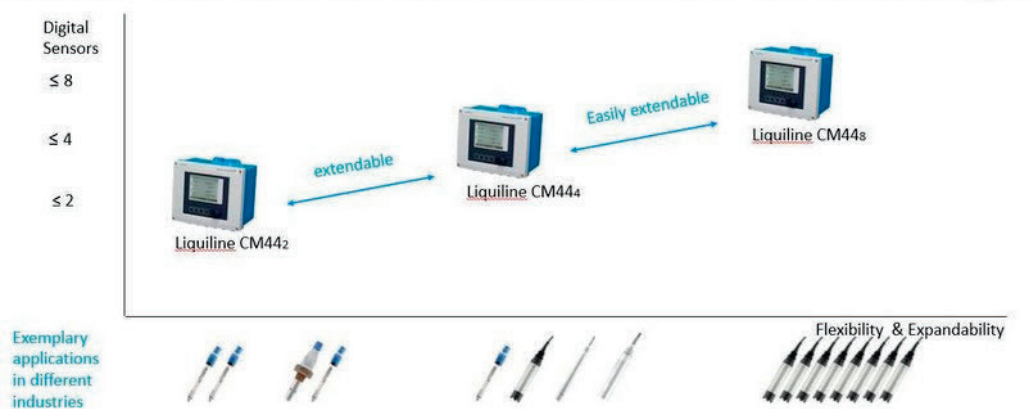 Digital
Sensors
≤ 8
≤ 4
≤ 2
Easily extendable
Liquiline CM448
extendable
Liquiline CM444
Liquiline CM442
Flexibility & Expandability
Exemplary
applications
in different
industries